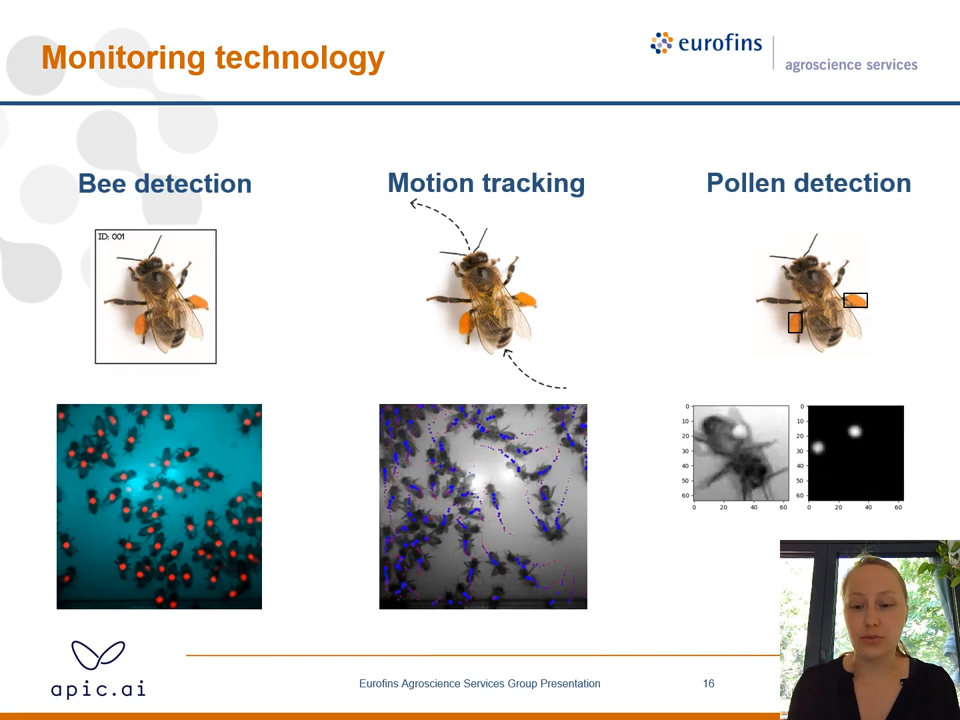 Monitoring technology
eurofins
agroscience services
Bee detection
Motion tracking
Pollen detection
ID: 001
0
10
20
30
40
50
60
0 20 40 60
0
10
20
30
40
50
60
0 20 40 60
apic.ai
Eurofins Agroscience Services Group Presentation
16